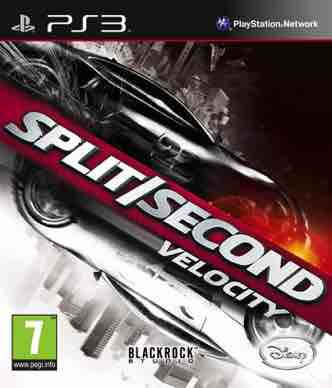 PS3
PlayStation Network
SPLIT/SECOND
VELOCITY
7
www.pegi.info
BLACKROCK
STUDIO
Disney